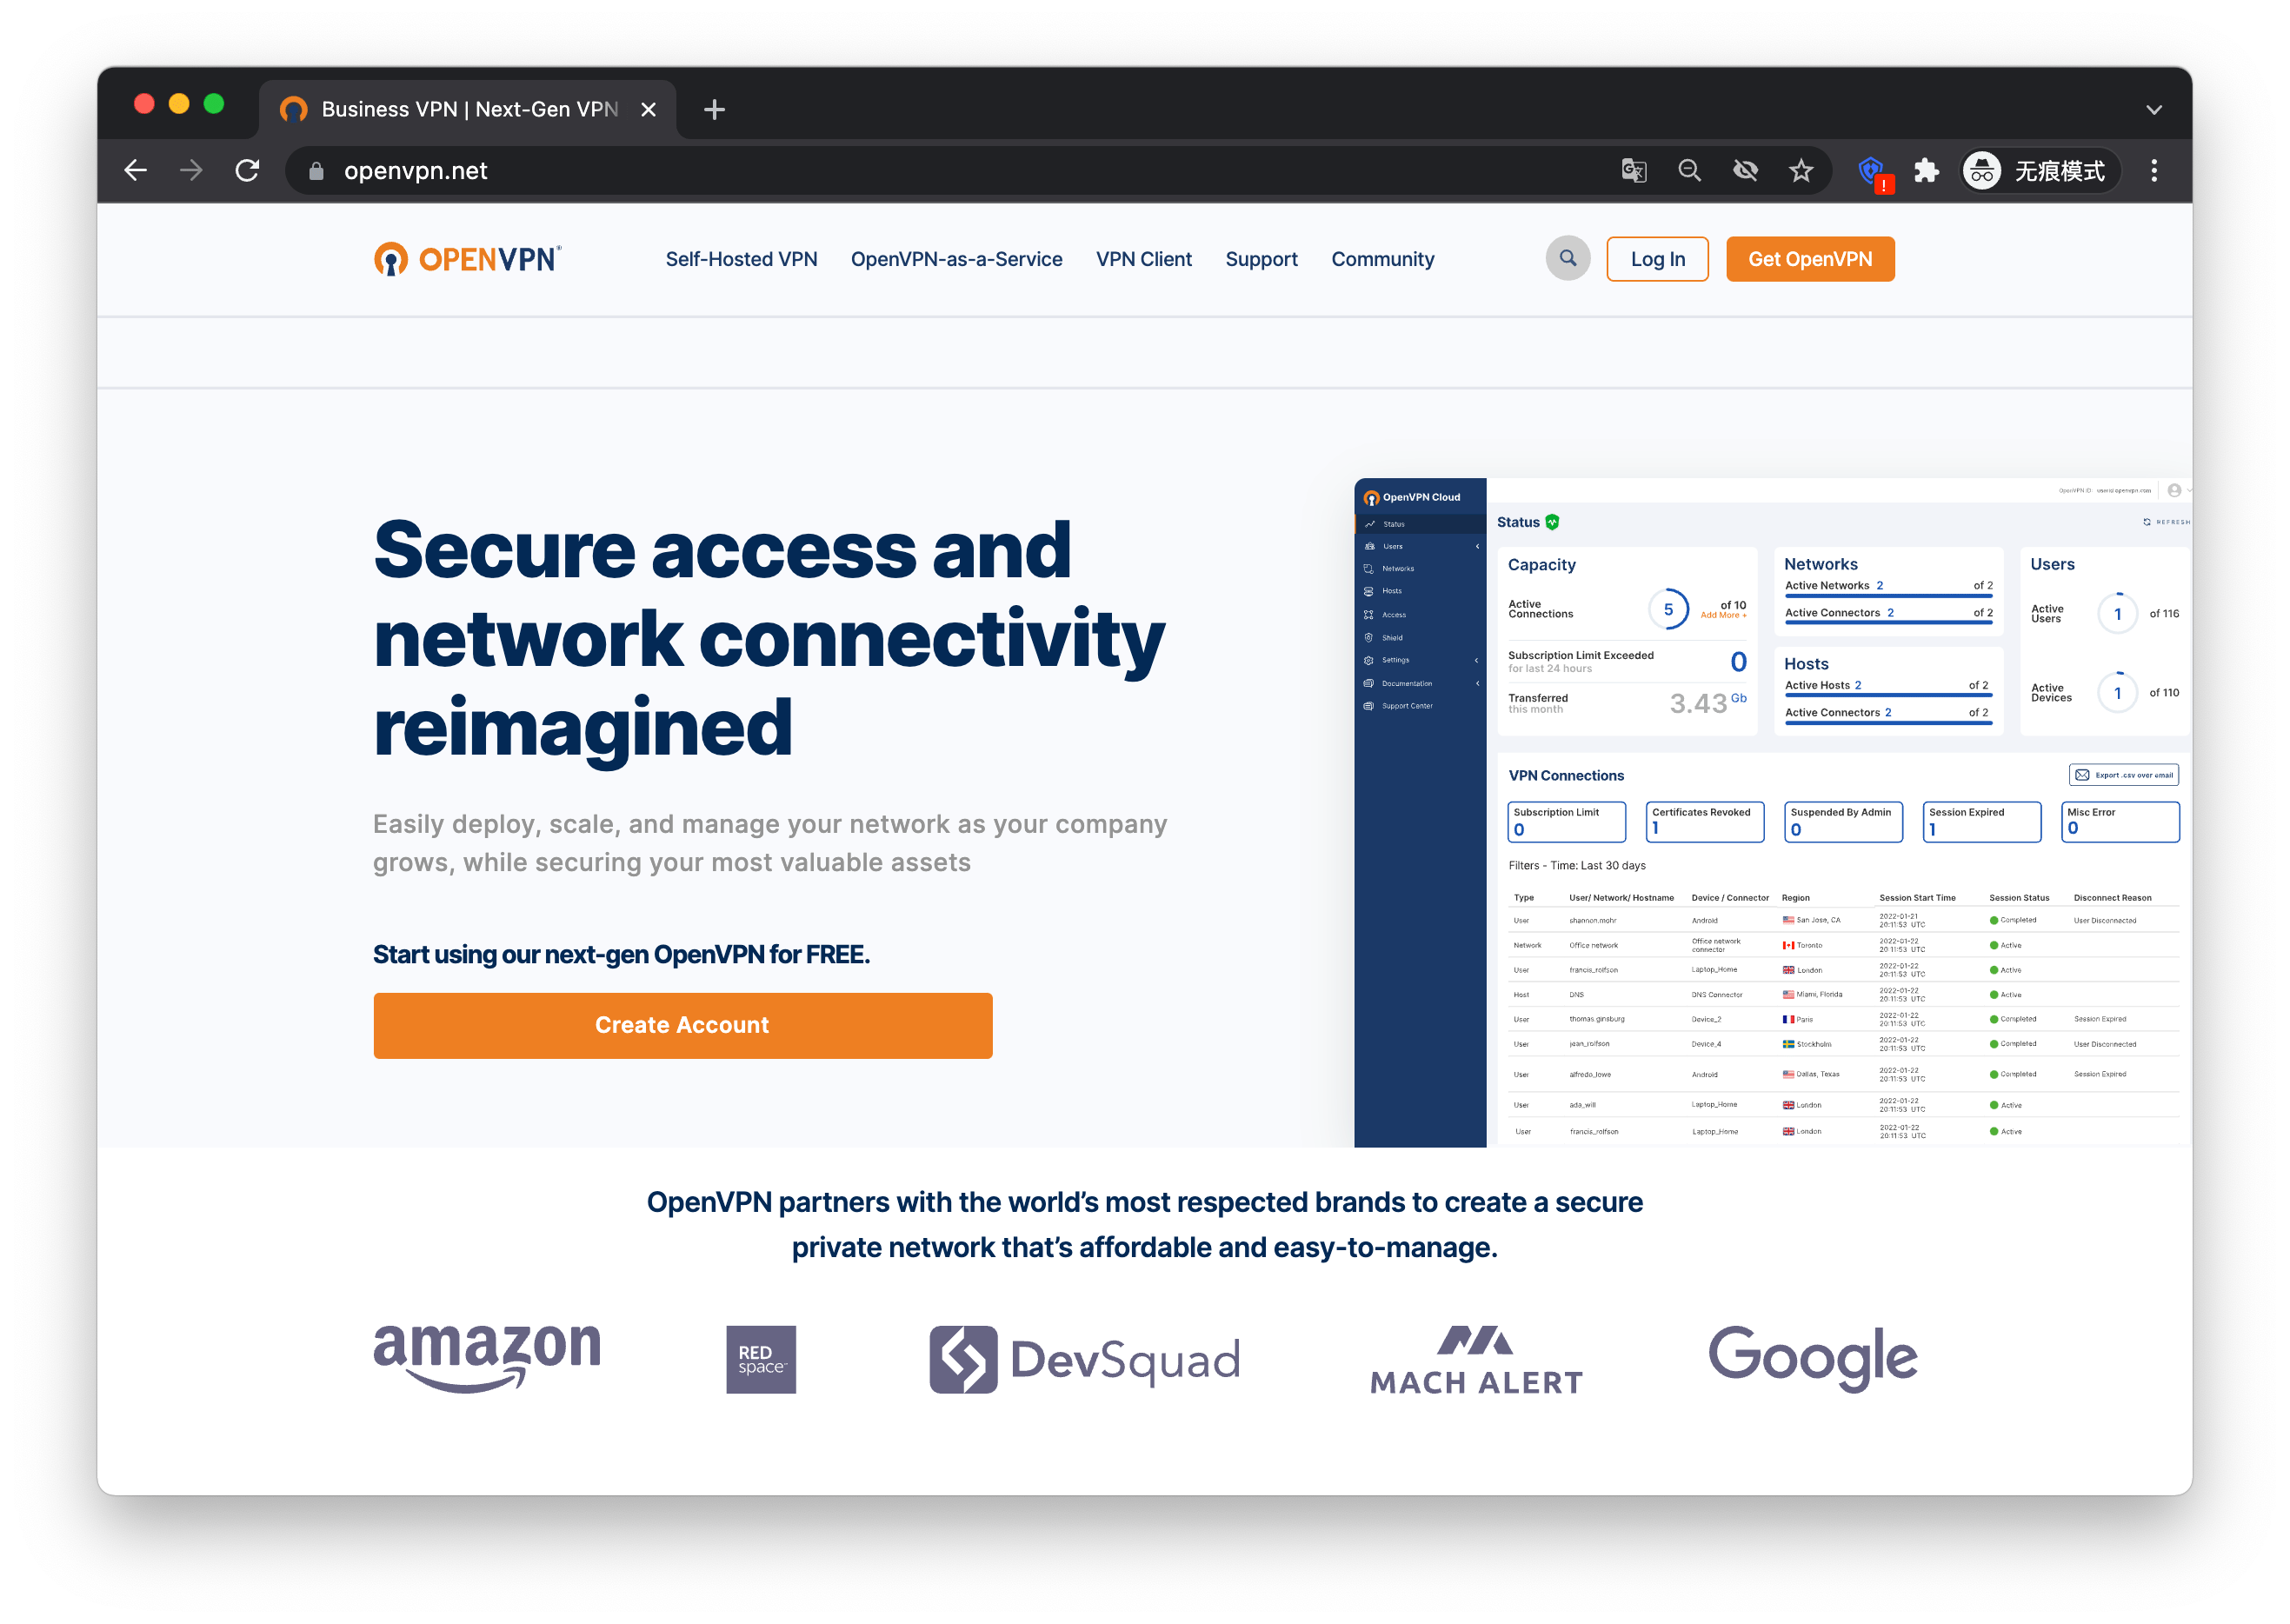 Business VPN | Next-Gen VPN
openvpn.net
无痕模式
OPENVPN®
Self-Hosted VPN
OpenVPN-as-a-Service
VPN Client
Support
Community
Log In
Get OpenVPN
Secure access and
network connectivity
reimagined
Easily deploy, scale, and manage your network as your company
grows, while securing your most valuable assets
Start using our next-gen OpenVPN for FREE.
Create Account
OpenVPN Cloud
Status
Users
Networks
Hosts
Access
Shield
Settings
Documentation
Support Center
OpenVPN ID:
Status
REFRESH
Capacity
Active
Connections
5
of 10
Add More +
Subscription Limit Exceeded
for last 24 hours
0
Transferred
this month
3.43 Gb
Networks
Active Networks 2 of 2
Active Connectors 2 of 2
Hosts
Active Hosts 2 of 2
Active Connectors 2 of 2
Users
Active
Users
1
of 116
Active
Devices
1
of 110
VPN Connections
Export .csv over email
Subscription Limit
0
Certificates Revoked
1
Suspended By Admin
0
Session Expired
1
Misc Error
0
Filters - Time: Last 30 days
Type User/ Network/ Hostname Device / Connector Region Session Start Time Session Status Disconnect Reason
User shannon.mohr Android San Jose, CA 2022-01-21 20:11:53 UTC Completed User Disconnected
Network Office network Office network connector Toronto 2022-01-22 20:11:53 UTC Active
User francis_rolfson Laptop_Home London 2022-01-22 20:11:53 UTC Active
Host DNS DNS Connector Miami, Florida 2022-01-22 20:11:53 UTC Active
User thomas.ginsburg Device_2 Paris 2022-01-22 20:11:53 UTC Completed Session Expired
User jean_rolfson Device_4 Stockholm 2022-01-22 20:11:53 UTC Completed User Disconnected
User alfredo_lowe Android Dallas, Texas 2022-01-22 20:11:53 UTC Completed Session Expired
User ada_will Laptop_Home London 2022-01-22 20:11:53 UTC Active
User francis_rolfson Laptop_Home London 2022-01-22 20:11:53 UTC Active
OpenVPN partners with the world’s most respected brands to create a secure
private network that’s affordable and easy-to-manage.
amazon
RED
space™
DevSquad
MACH ALERT
Google